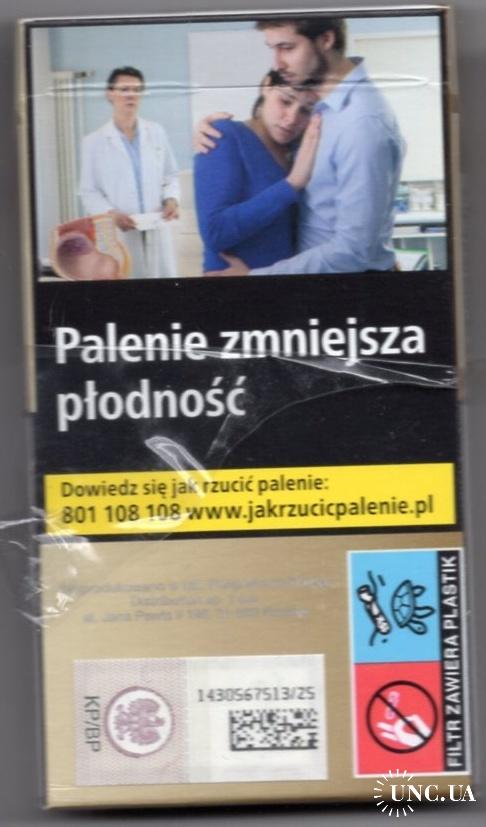 Palenie zmniejsza
płodność
Dowiedz się jak rzucić palenie:
801 108 108 www.jakrzucicpalenie.pl
FILTR ZAWIERA PLASTIK
KP/BP
1430567513/25
UNC.UA